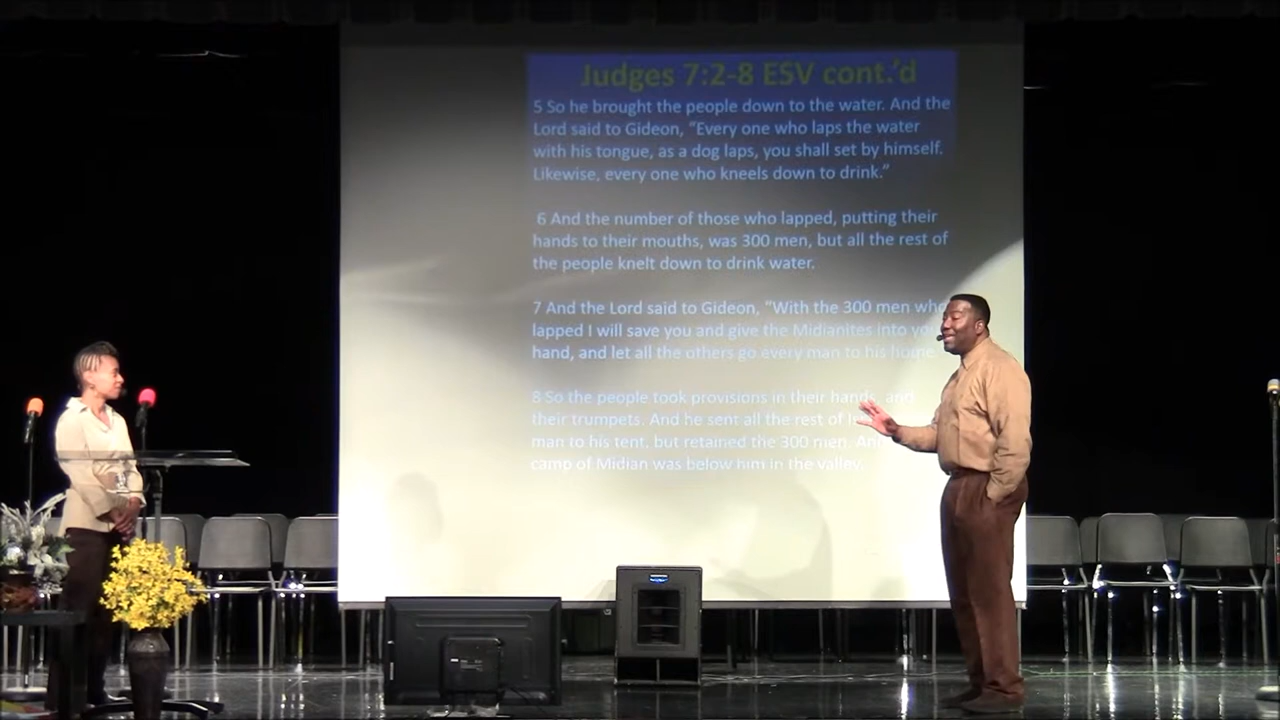 Judges 7:2-8 ESV cont.'d
5 So he brought the people down to the water. And the
Lord said to Gideon, “Every one who laps the water
with his tongue, as a dog laps, you shall set by himself.
Likewise, every one who kneels down to drink.”
6 And the number of those who lapped, putting their
hands to their mouths, was 300 men, but all the rest of
the people knelt down to drink water.
7 And the Lord said to Gideon, “With the 300 men who
lapped I will save you and give the Midianites into your
hand, and let all the others go every man to his home.
8 So the people took provisions in their hands, and
their trumpets. And he sent all the rest of
man to his tent, but retained the 300 men.
camp of Midian was below him in the valley.